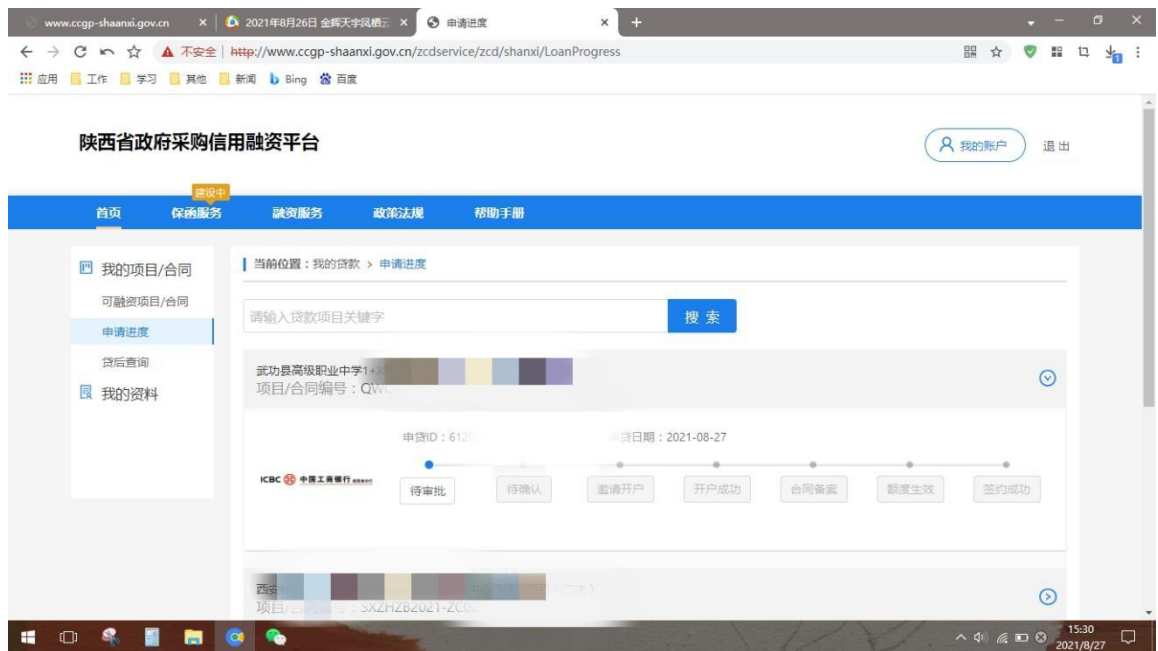 www.ccgp-shaanxi.gov.cn
2021年8月26日 金辉天宇凤栖云
申请进度
不安全 http://www.ccgp-shaanxi.gov.cn/zcdservice/zcd/shanxi/LoanProgress
应用 工作 学习 其他 新闻 Bing 百度
陕西省政府采购信用融资平台
我的账户 退出
建设中
首页 保函服务 融资服务 政策法规 帮助手册
我的项目/合同
可融资项目/合同
申请进度
贷后查询
我的资料
当前位置：我的贷款 > 申请进度
请输入贷款项目关键字
搜索
武功县高级职业中学1+X
项目/合同编号：QW
申贷ID：612
申贷日期：2021-08-27
ICBC 中国工商银行
待审批 待确认 邀请开户 开户成功 合同备案 额度生效 签约成功
西安
项目/ 号：SXZHZB2021-ZC0
15:30
2021/8/27